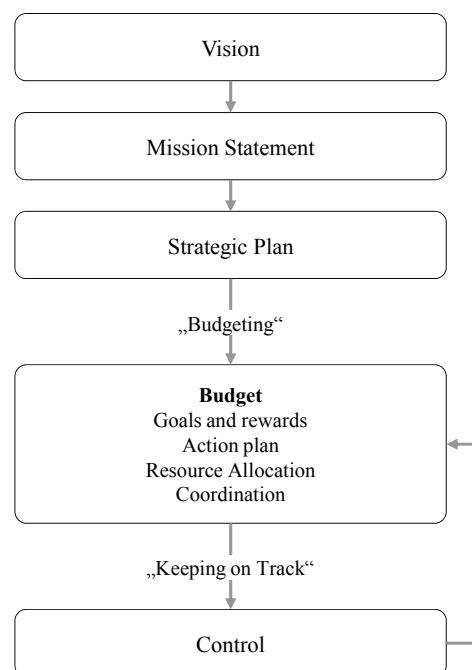 Vision
Mission Statement
Strategic Plan
„Budgeting“
Budget
Goals and rewards
Action plan
Resource Allocation
Coordination
„Keeping on Track“
Control